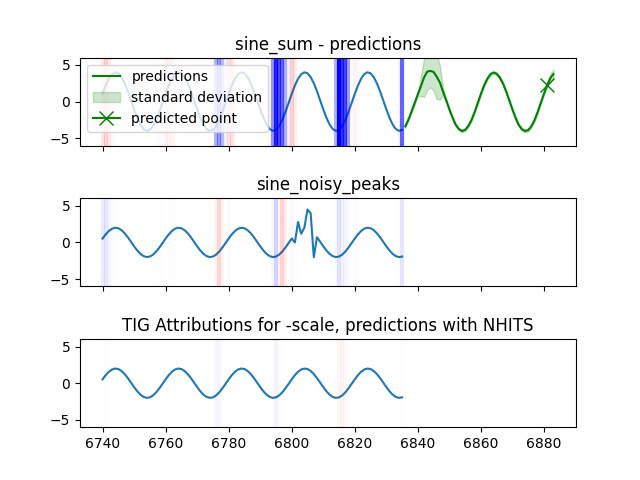 sine_sum - predictions
5
0
−5
predictions
standard deviation
predicted point
sine_noisy_peaks
5
0
−5
TIG Attributions for -scale, predictions with NHITS
5
0
−5
6740 6760 6780 6800 6820 6840 6860 6880